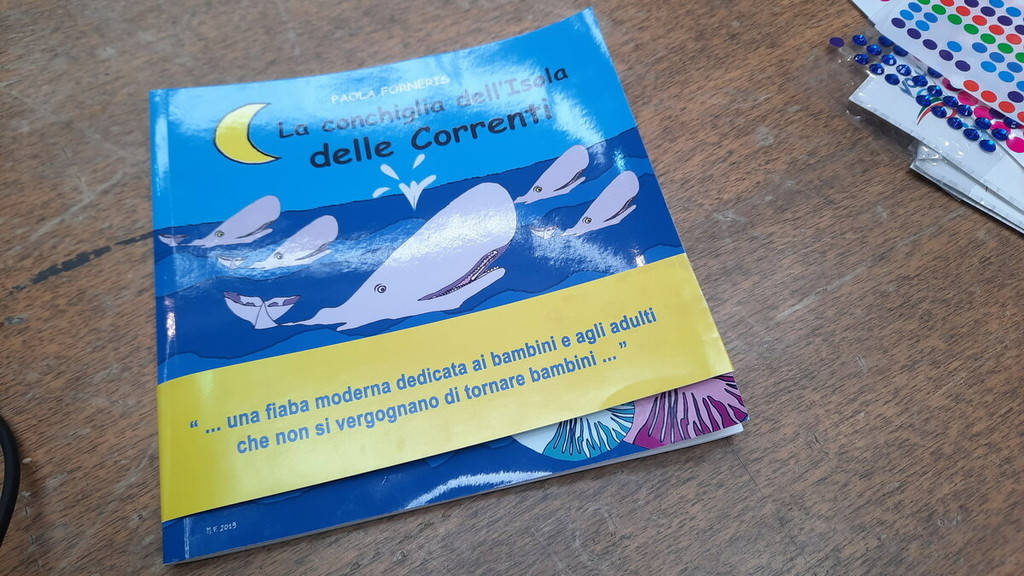 PAOLA FORNERIS
La conchiglia dell'Isola
delle Correnti
“ ... una fiaba moderna dedicata ai bambini e agli adulti
che non si vergognano di tornare bambini ... ”
M.F. 2019